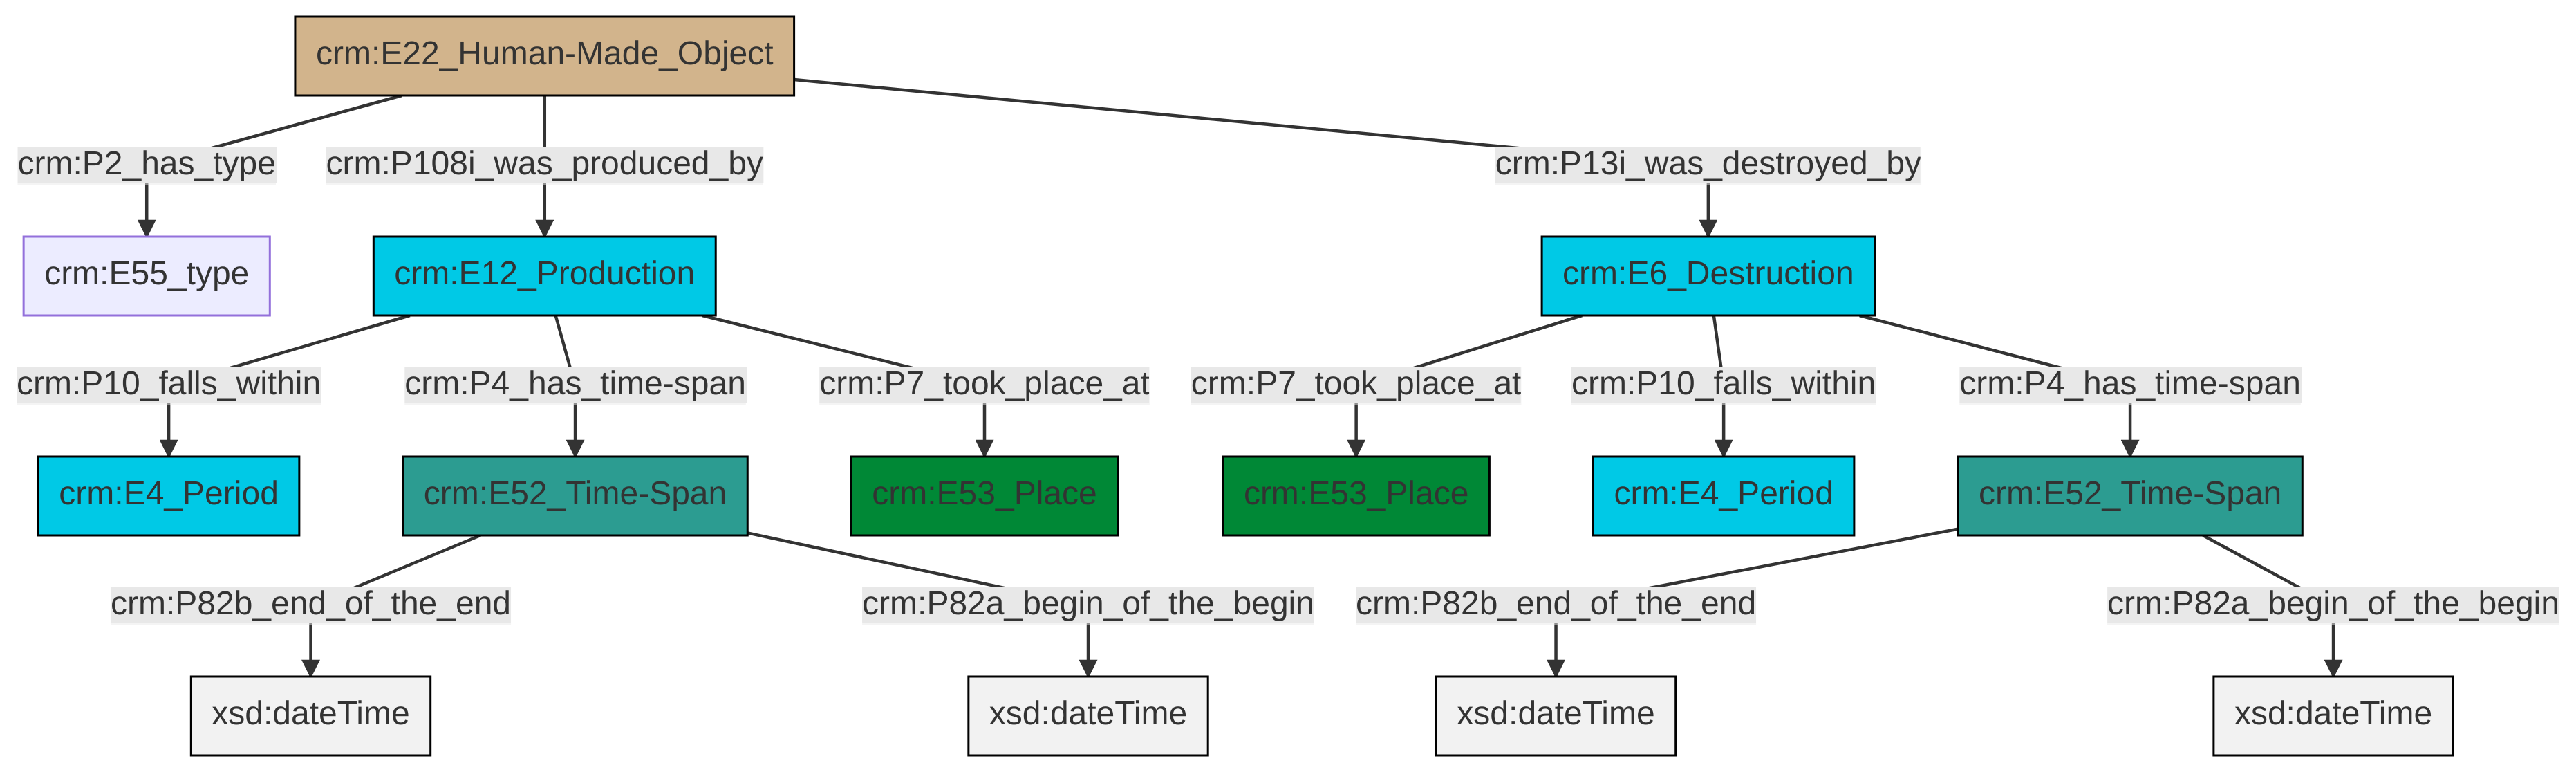 crm:E22_Human-Made_Object
crm:P2_has_type
crm:P108i_was_produced_by
crm:P13i_was_destroyed_by
crm:E55_type
crm:E12_Production
crm:E6_Destruction
crm:P10_falls_within
crm:P4_has_time-span
crm:P7_took_place_at
crm:P7_took_place_at
crm:P10_falls_within
crm:P4_has_time-span
crm:E4_Period
crm:E52_Time-Span
crm:E53_Place
crm:E53_Place
crm:E4_Period
crm:E52_Time-Span
crm:P82b_end_of_the_end
crm:P82a_begin_of_the_begin
crm:P82b_end_of_the_end
crm:P82a_begin_of_the_begin
xsd:dateTime
xsd:dateTime
xsd:dateTime
xsd:dateTime